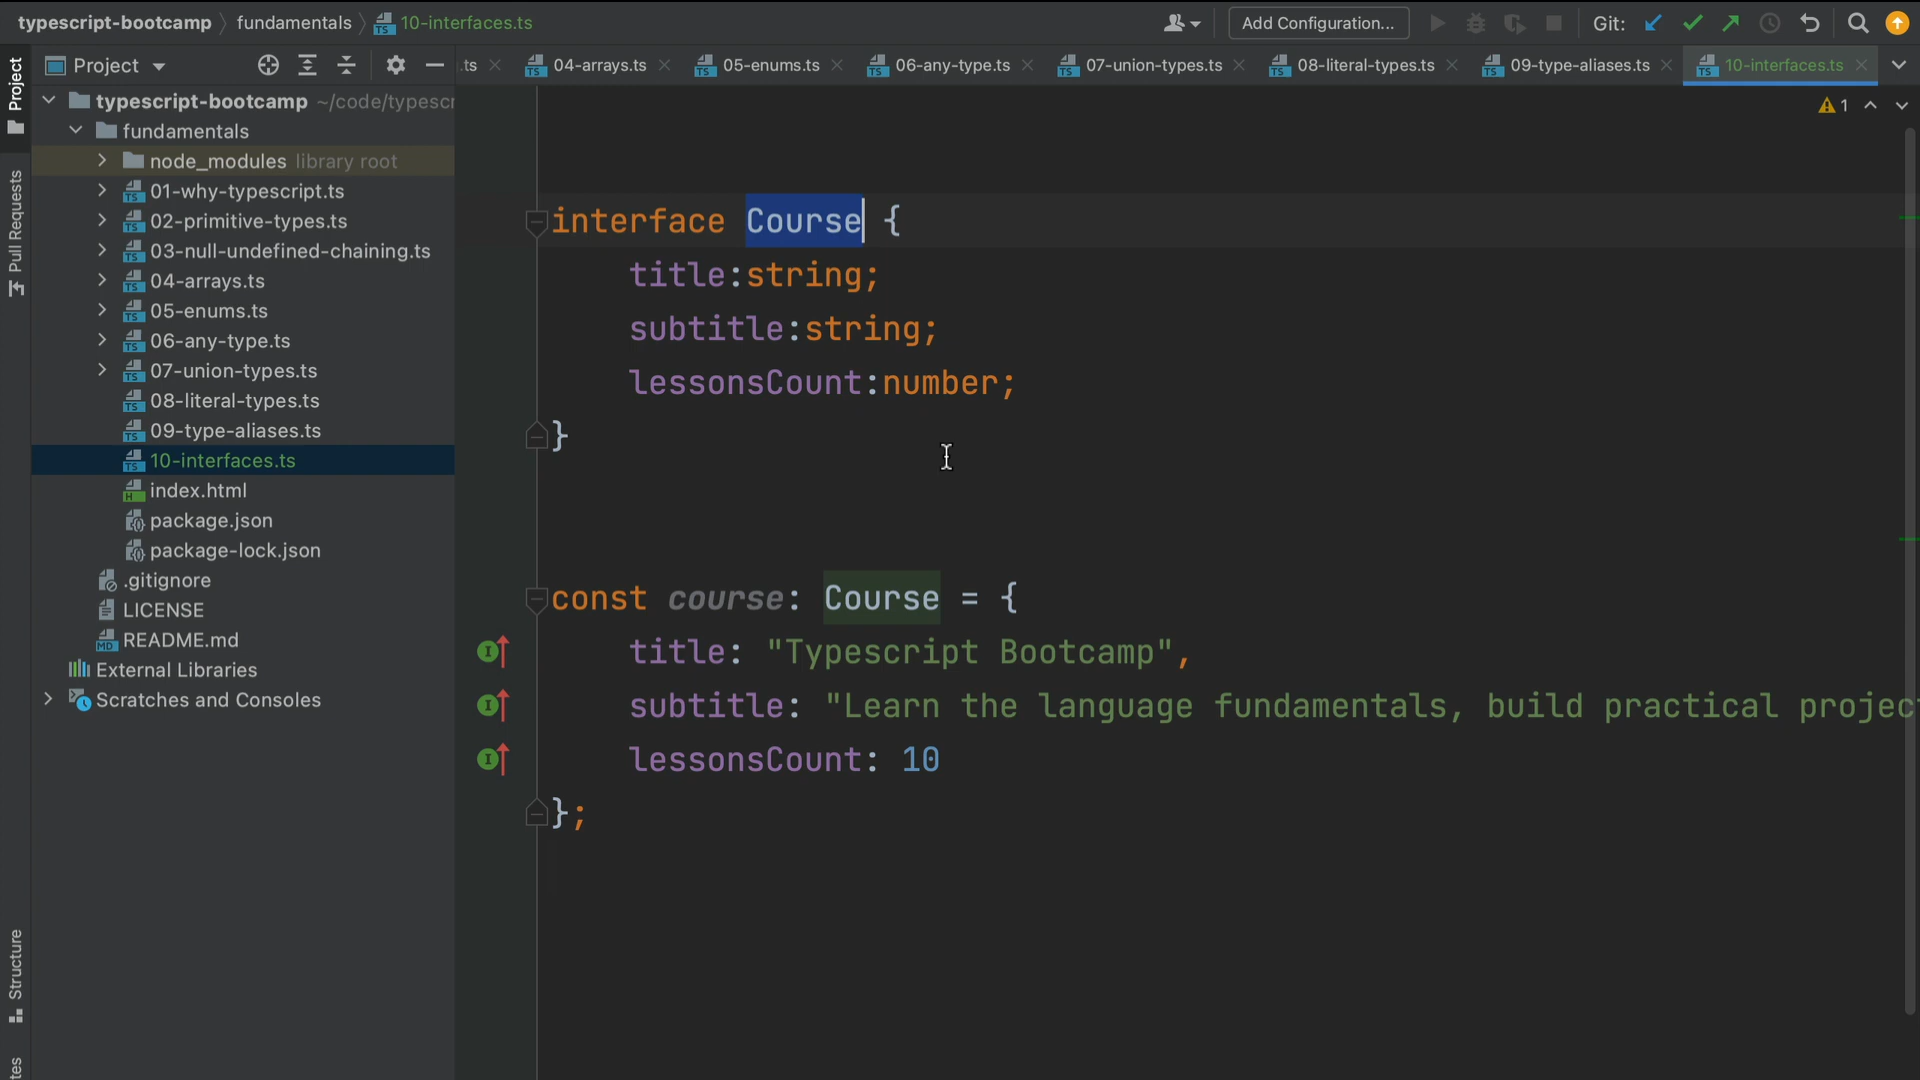 typescript-bootcamp fundamentals 10-interfaces.ts Add Configuration... Git:
Project .ts 04-arrays.ts 05-enums.ts 06-any-type.ts 07-union-types.ts 08-literal-types.ts 09-type-aliases.ts 10-interfaces.ts
1
Project
Pull Requests
Structure
typescript-bootcamp ~/code/typescr
fundamentals
node_modules library root
01-why-typescript.ts
02-primitive-types.ts
03-null-undefined-chaining.ts
04-arrays.ts
05-enums.ts
06-any-type.ts
07-union-types.ts
08-literal-types.ts
09-type-aliases.ts
10-interfaces.ts
index.html
package.json
package-lock.json
.gitignore
LICENSE
README.md
External Libraries
Scratches and Consoles
interface Course {
title:string;
subtitle:string;
lessonsCount:number;
}
const course: Course = {
title: "Typescript Bootcamp",
subtitle: "Learn the language fundamentals, build practical projec
lessonsCount: 10
};